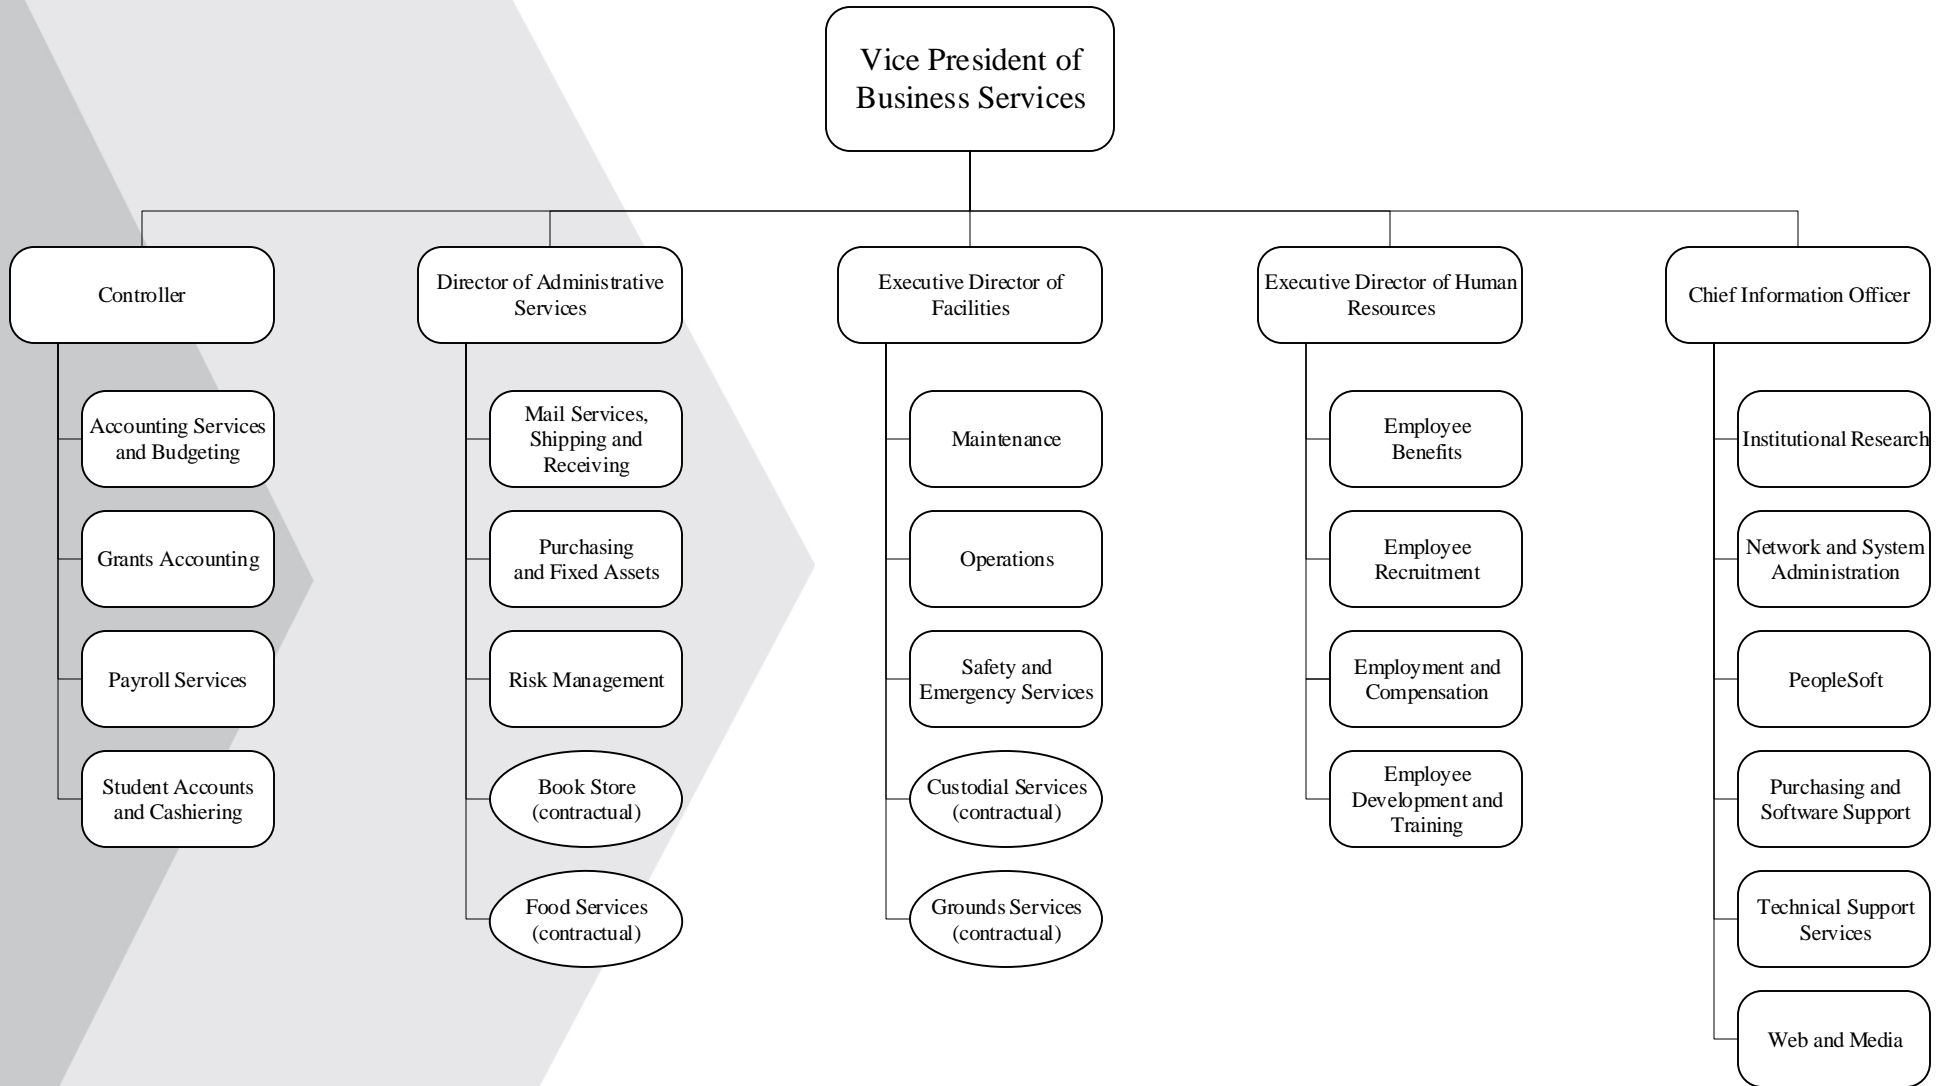 Vice President of
Business Services
Controller
Director of Administrative
Services
Executive Director of
Facilities
Executive Director of Human
Resources
Chief Information Officer
Accounting Services
and Budgeting
Grants Accounting
Payroll Services
Student Accounts
and Cashiering
Mail Services,
Shipping and
Receiving
Purchasing
and Fixed Assets
Risk Management
Book Store
(contractual)
Food Services
(contractual)
Maintenance
Operations
Safety and
Emergency Services
Custodial Services
(contractual)
Grounds Services
(contractual)
Employee
Benefits
Employee
Recruitment
Employment and
Compensation
Employee
Development and
Training
Institutional Research
Network and System
Administration
PeopleSoft
Purchasing and
Software Support
Technical Support
Services
Web and Media